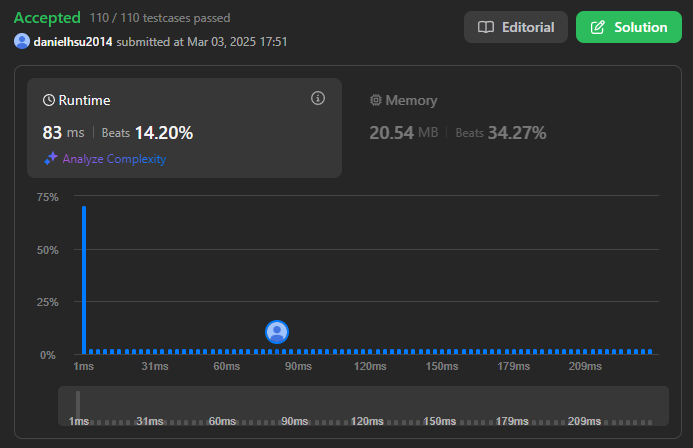 Accepted 110 / 110 testcases passed
danielhsu2014 submitted at Mar 03, 2025 17:51
Editorial
Solution
Runtime
83 ms | Beats 14.20%
Analyze Complexity
Memory
20.54 MB | Beats 34.27%
75%
50%
25%
0%
1ms 31ms 60ms 90ms 120ms 150ms 179ms 209ms
1ms 31ms 60ms 90ms 120ms 150ms 179ms 209ms